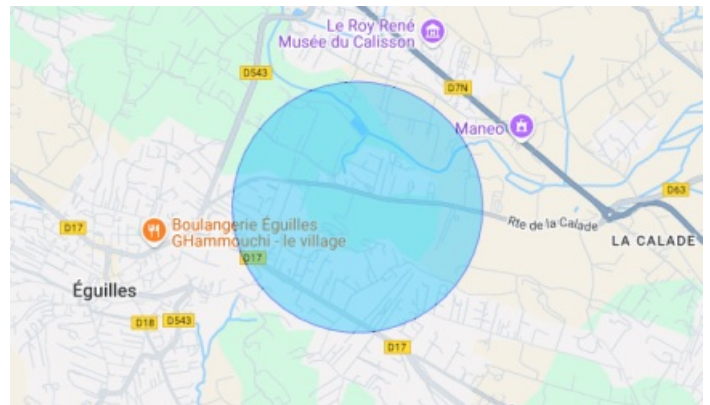 Le Roy René
Musée du Calisson
D543
D7N
Maneo
D63
D17
Boulangerie Éguilles
GHammouchi - le village
Rte de la Calade
LA CALADE
D17
Éguilles
D18
D543
D17